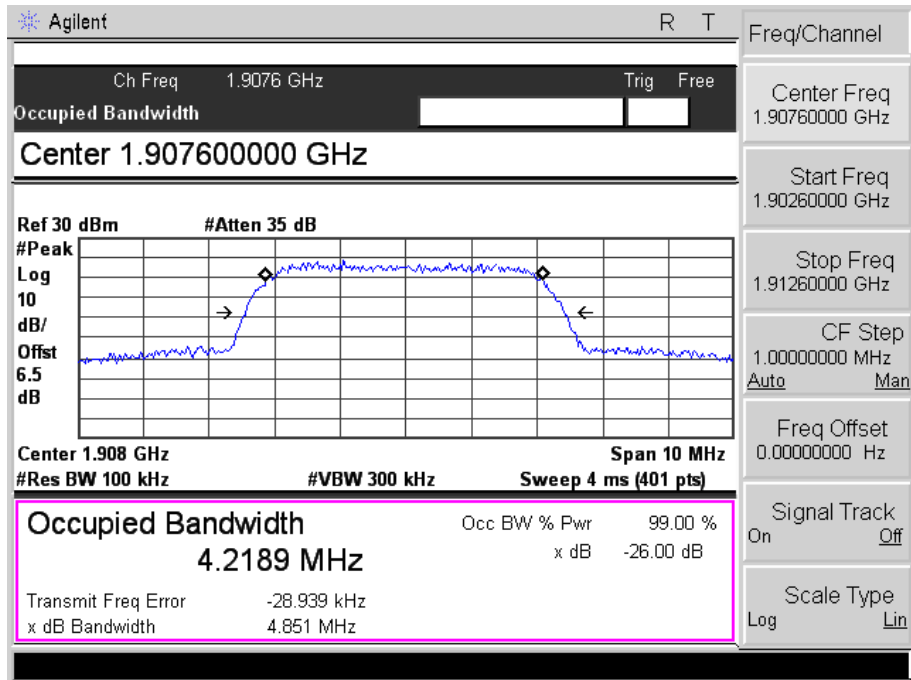 Agilent R T
Ch Freq 1.9076 GHz Trig Free
Occupied Bandwidth
Center 1.907600000 GHz
Ref 30 dBm #Atten 35 dB
#Peak
Log
10
dB/
Offst
6.5
dB
Center 1.908 GHz Span 10 MHz
#Res BW 100 kHz #VBW 300 kHz Sweep 4 ms (401 pts)
Occupied Bandwidth Occ BW % Pwr 99.00 %
4.2189 MHz x dB -26.00 dB
Transmit Freq Error -28.939 kHz
x dB Bandwidth 4.851 MHz
Freq/Channel
Center Freq
1.90760000 GHz
Start Freq
1.90260000 GHz
Stop Freq
1.91260000 GHz
CF Step
1.00000000 MHz
Auto Man
Freq Offset
0.00000000 Hz
Signal Track
On Off
Scale Type
Log Lin